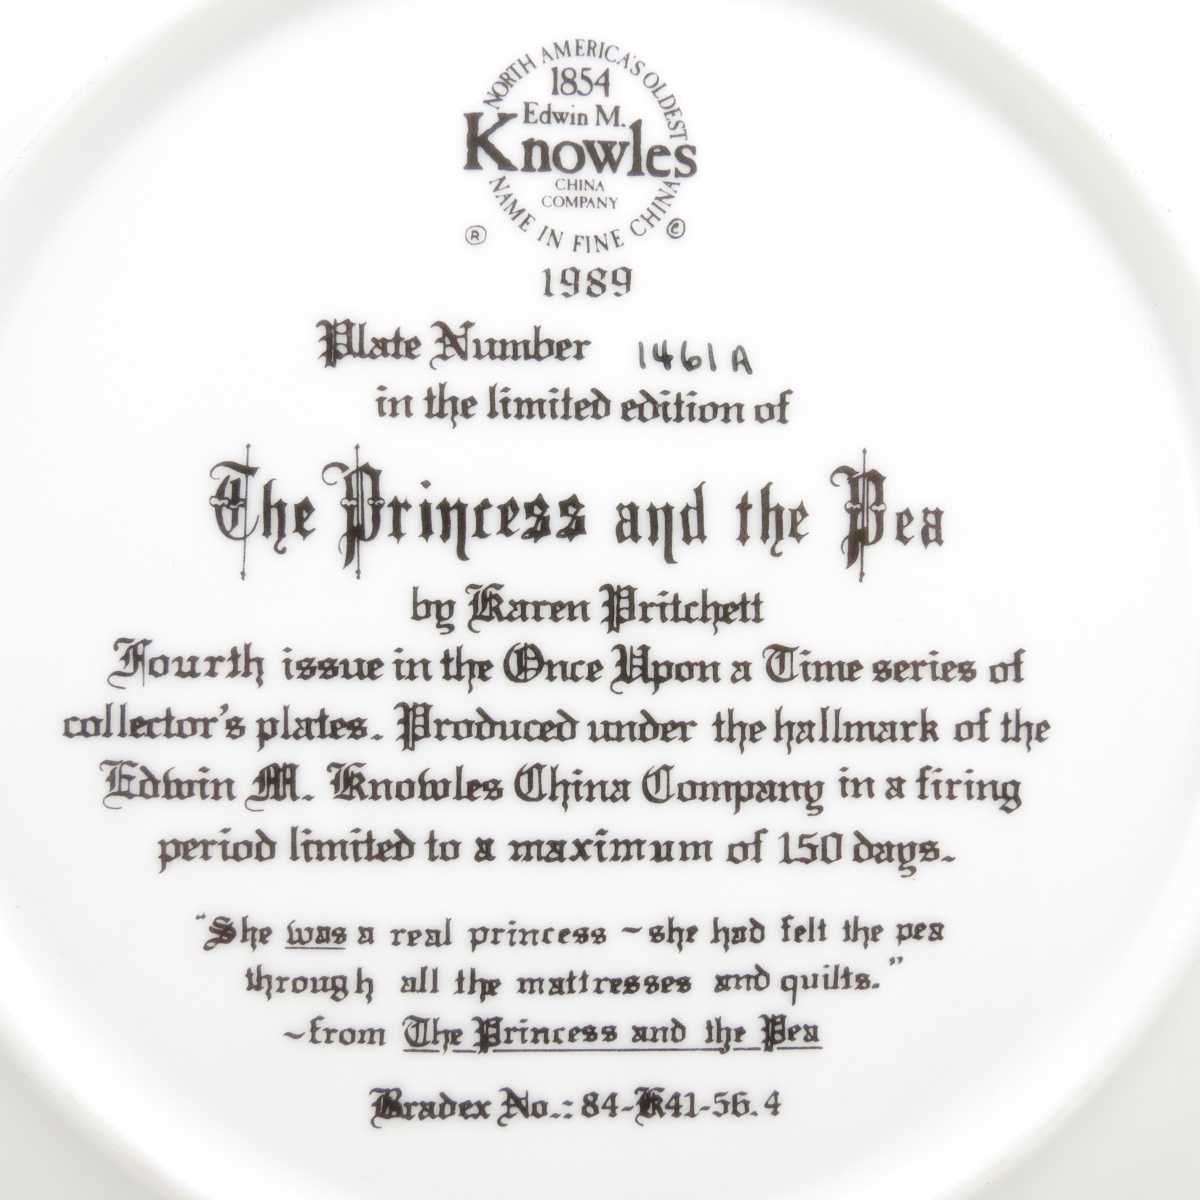 NORTH AMERICA'S OLDEST
1854
Edwin M.
Knowles
CHINA
COMPANY
NAME IN FINE CHINA
® ©
1989
Plate Number 1461A
in the limited edition of
The Princess and the Pea
by Karen Pritchett
Fourth issue in the Once Upon a Time series of
collector's plates. Produced under the hallmark of the
Edwin M. Knowles China Company in a firing
period limited to a maximum of 150 days.
"She was a real princess ~ she had felt the pea
through all the mattresses and quilts."
~from The Princess and the Pea
Bradex No.: 84-K41-56.4